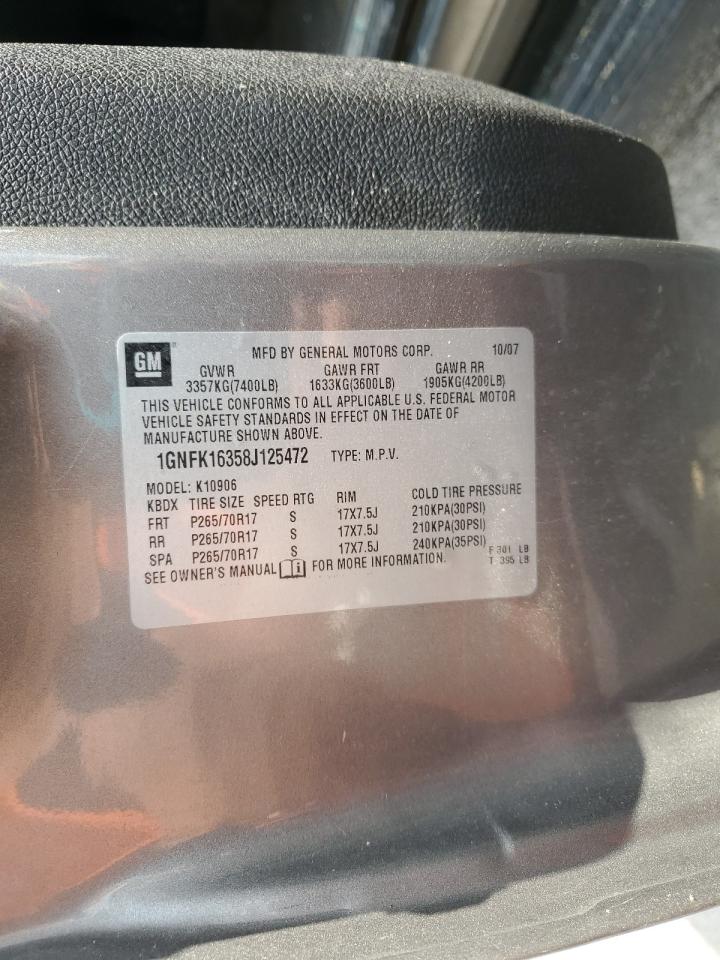 GM
MFD BY GENERAL MOTORS CORP. 10/07
GVWR GAWR FRT GAWR RR
3357KG(7400LB) 1633KG(3600LB) 1905KG(4200LB)
THIS VEHICLE CONFORMS TO ALL APPLICABLE U.S. FEDERAL MOTOR
VEHICLE SAFETY STANDARDS IN EFFECT ON THE DATE OF
MANUFACTURE SHOWN ABOVE.
1GNFK16358J125472 TYPE: M.P.V.
MODEL: K10906
KBDX TIRE SIZE SPEED RTG RIM COLD TIRE PRESSURE
FRT P265/70R17 S 17X7.5J 210KPA(30PSI)
RR P265/70R17 S 17X7.5J 210KPA(30PSI)
SPA P265/70R17 S 17X7.5J 240KPA(35PSI)
SEE OWNER'S MANUAL FOR MORE INFORMATION.
F 301 LB
T 395 LB